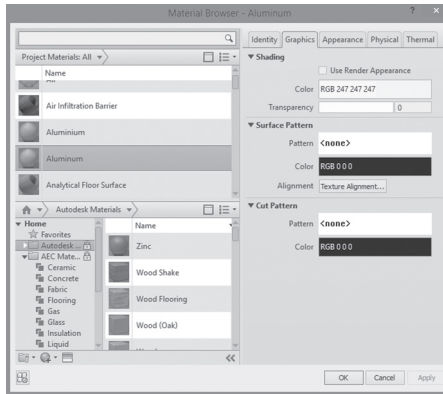 Material Browser - Aluminum
? ×
Project Materials: All
Name
Air Infiltration Barrier
Aluminium
Aluminum
Analytical Floor Surface
Autodesk Materials
Home
Favorites
Autodesk ...
AEC Mate...
Ceramic
Concrete
Fabric
Flooring
Gas
Glass
Insulation
Liquid
Name
Zinc
Wood Shake
Wood Flooring
Wood (Oak)
Identity Graphics Appearance Physical Thermal
Shading
Use Render Appearance
Color RGB 247 247 247
Transparency 0
Surface Pattern
Pattern <none>
Color RGB 0 0 0
Alignment Texture Alignment...
Cut Pattern
Pattern <none>
Color RGB 0 0 0
OK Cancel Apply